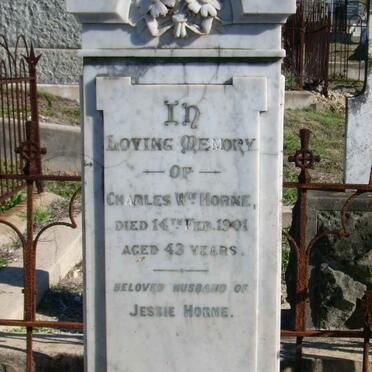 In
Loving Memory
OF
Charles Wm Horne,
Died 14th Feb. 1901
Aged 43 Years.
Beloved Husband of
Jessie Horne.